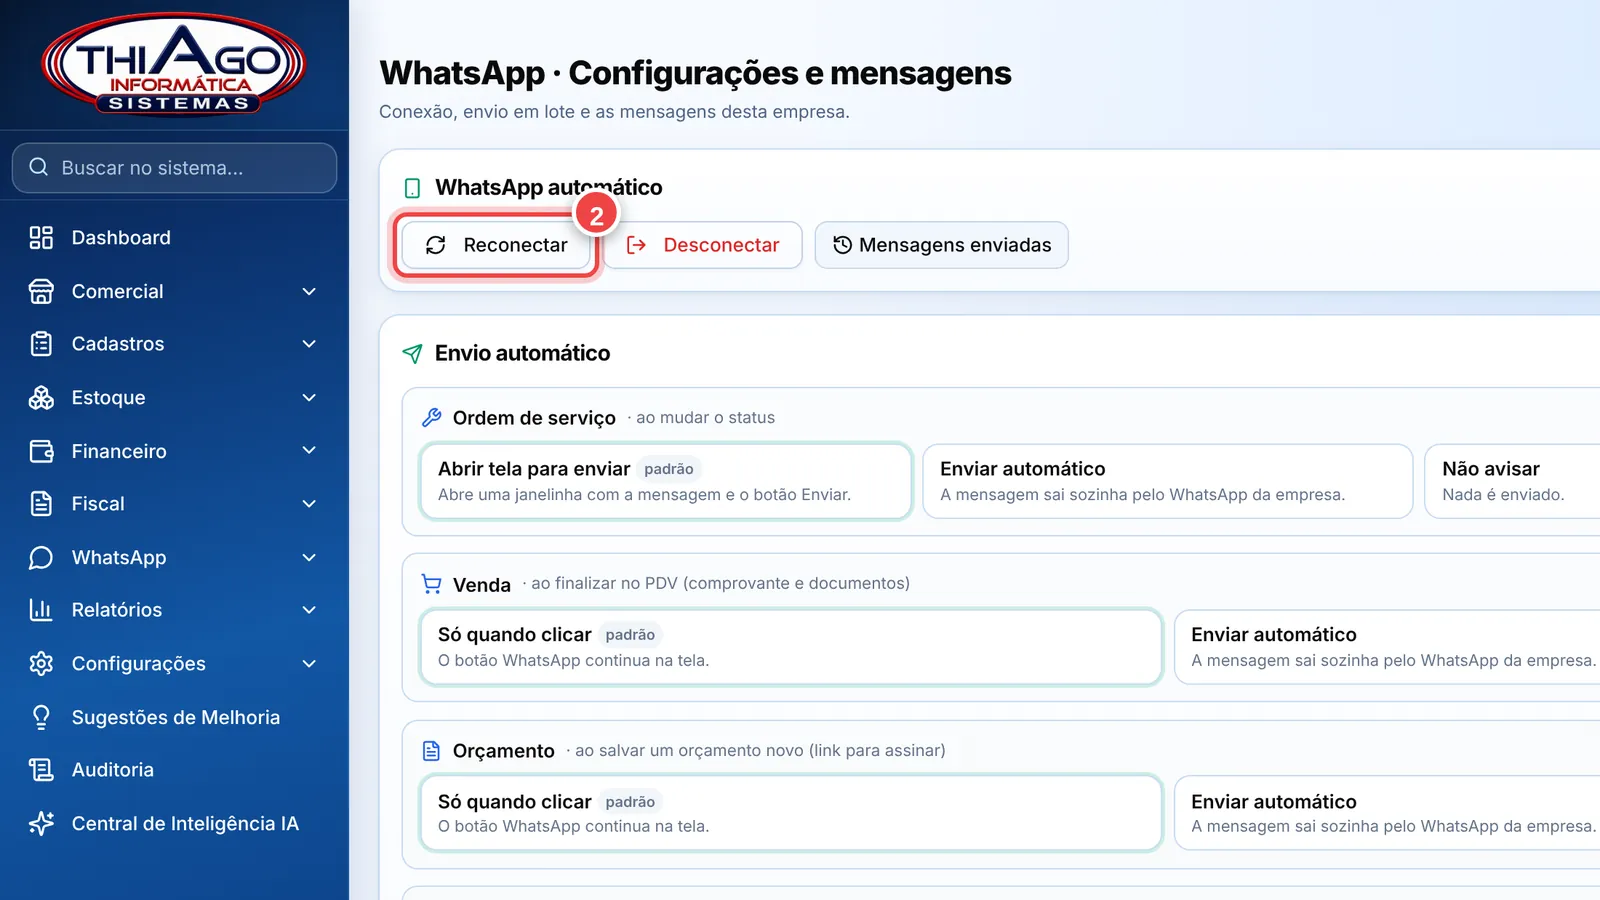 THIAGO
INFORMÁTICA
SISTEMAS
Buscar no sistema...
Dashboard
Comercial
Cadastros
Estoque
Financeiro
Fiscal
WhatsApp
Relatórios
Configurações
Sugestões de Melhoria
Auditoria
Central de Inteligência IA
WhatsApp · Configurações e mensagens
Conexão, envio em lote e as mensagens desta empresa.
WhatsApp automático
2
Reconectar Desconectar Mensagens enviadas
Envio automático
Ordem de serviço · ao mudar o status
Abrir tela para enviar padrão
Abre uma janelinha com a mensagem e o botão Enviar.
Enviar automático
A mensagem sai sozinha pelo WhatsApp da empresa.
Não avisar
Nada é enviado.
Venda · ao finalizar no PDV (comprovante e documentos)
Só quando clicar padrão
O botão WhatsApp continua na tela.
Enviar automático
A mensagem sai sozinha pelo WhatsApp da empresa.
Orçamento · ao salvar um orçamento novo (link para assinar)
Só quando clicar padrão
O botão WhatsApp continua na tela.
Enviar automático
A mensagem sai sozinha pelo WhatsApp da empresa.